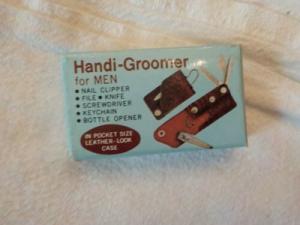 Handi-Groomer
for MEN
• NAIL CLIPPER
• FILE • KNIFE
• SCREWDRIVER
• KEYCHAIN
• BOTTLE OPENER
IN POCKET SIZE
LEATHER-LOOK
CASE